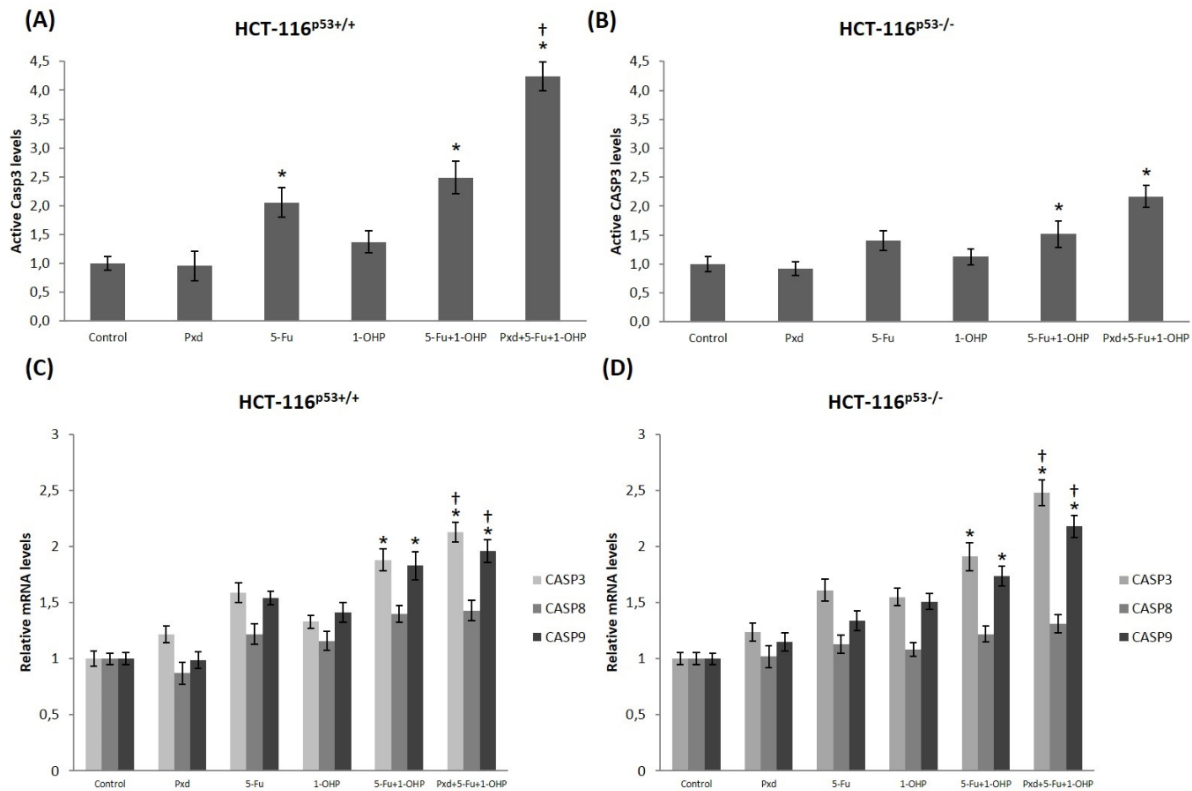 (A)
HCT-116p53+/+
Active Casp3 levels
4,5
4,0
3,5
3,0
2,5
2,0
1,5
1,0
0,5
0,0
*
*
†
*
Control Pxd 5-Fu 1-OHP 5-Fu+1-OHP Pxd+5-Fu+1-OHP
(B)
HCT-116p53-/-
Active CASP3 levels
4,5
4,0
3,5
3,0
2,5
2,0
1,5
1,0
0,5
0,0
*
*
Control Pxd 5-Fu 1-OHP 5-Fu+1-OHP Pxd+5-Fu+1-OHP
(C)
HCT-116p53+/+
Relative mRNA levels
3
2,5
2
1,5
1
0,5
0
* *
† †
* *
CASP3
CASP8
CASP9
Control Pxd 5-Fu 1-OHP 5-Fu+1-OHP Pxd+5-Fu+1-OHP
(D)
HCT-116p53-/-
Relative mRNA levels
3
2,5
2
1,5
1
0,5
0
* *
† †
* *
CASP3
CASP8
CASP9
Control Pxd 5-Fu 1-OHP 5-Fu+1-OHP Pxd+5-Fu+1-OHP